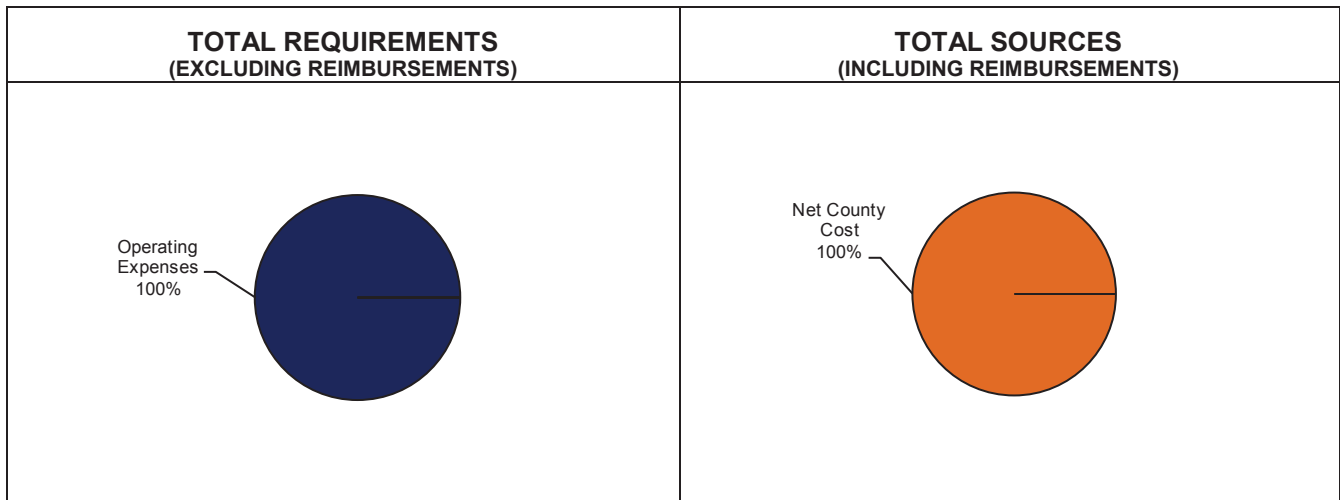 TOTAL REQUIREMENTS
(EXCLUDING REIMBURSEMENTS)
TOTAL SOURCES
(INCLUDING REIMBURSEMENTS)
Operating
Expenses
100%
Net County
Cost
100%